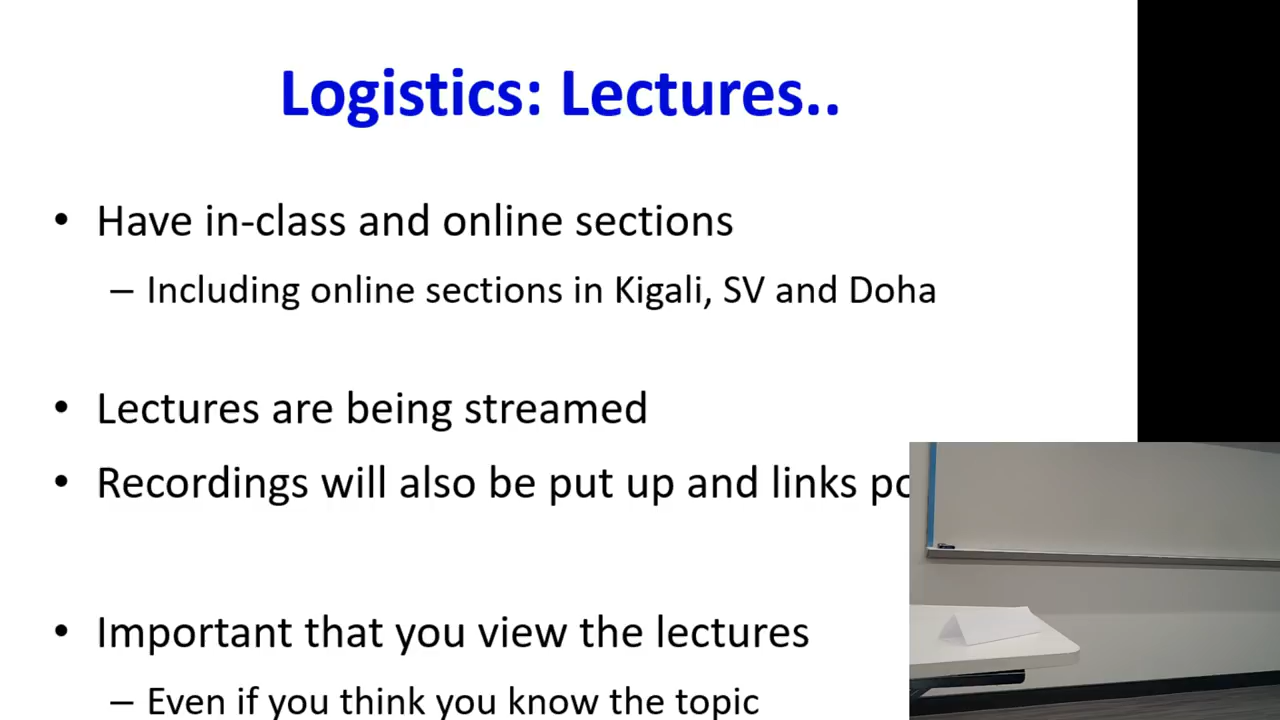 Logistics: Lectures..
• Have in-class and online sections
– Including online sections in Kigali, SV and Doha
• Lectures are being streamed
• Recordings will also be put up and links
• Important that you view the lectures
– Even if you think you know the topic